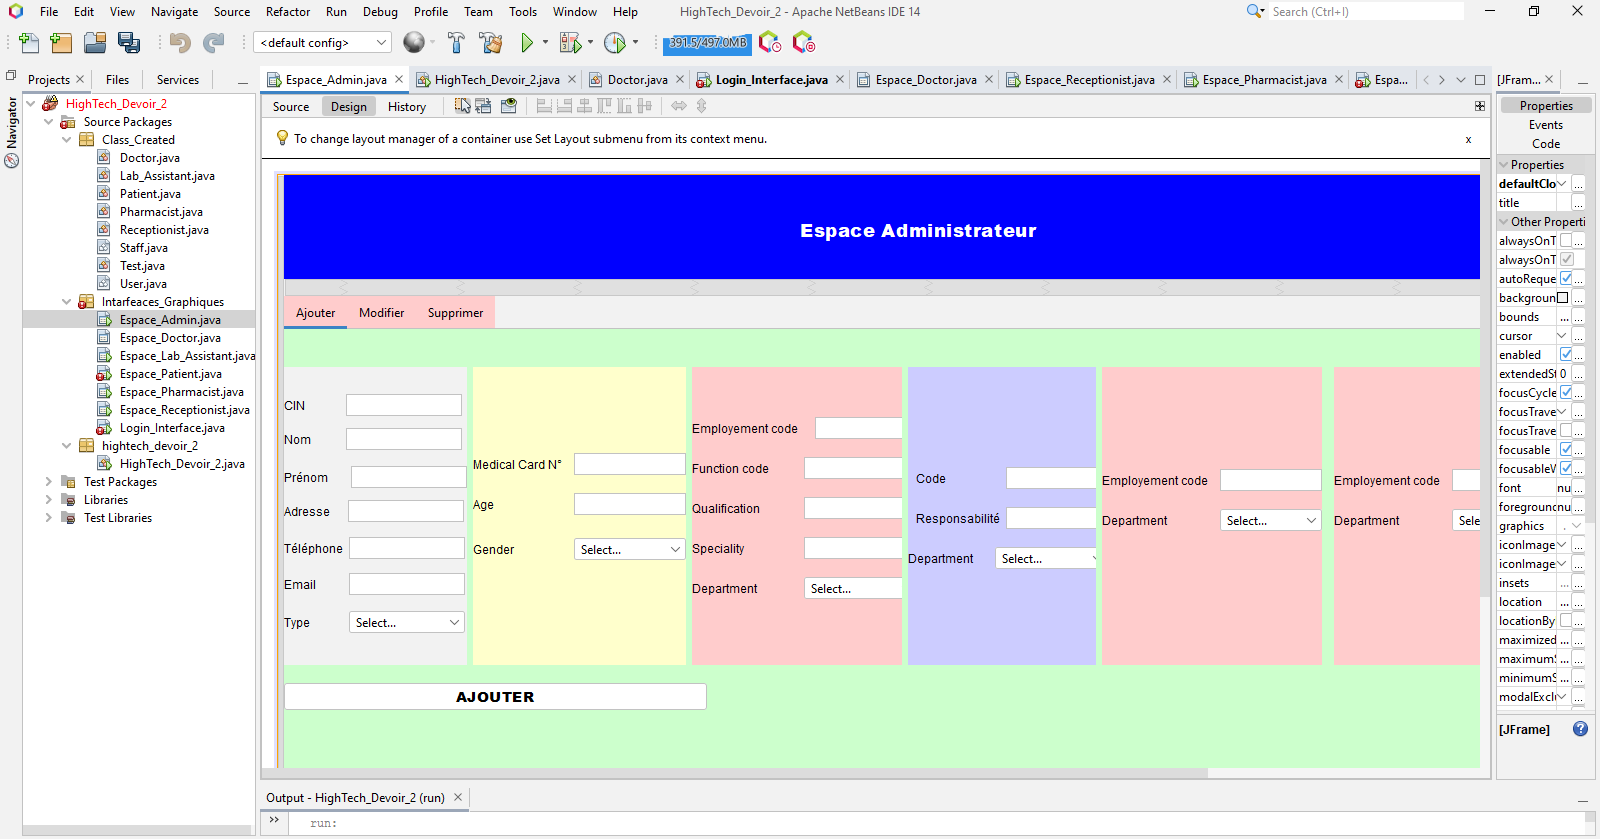 File Edit View Navigate Source Refactor Run Debug Profile Team Tools Window Help HighTech_Devoir_2 - Apache NetBeans IDE 14 Search (Ctrl+I)
<default config> 391.5/497.0MB
Projects Files Services
Navigator
HighTech_Devoir_2
Source Packages
Class_Created
Doctor.java
Lab_Assistant.java
Patient.java
Pharmacist.java
Receptionist.java
Staff.java
Test.java
User.java
Intarfeaces_Graphiques
Espace_Admin.java
Espace_Doctor.java
Espace_Lab_Assistant.java
Espace_Patient.java
Espace_Pharmacist.java
Espace_Receptionist.java
Login_Interface.java
hightech_devoir_2
HighTech_Devoir_2.java
Test Packages
Libraries
Test Libraries
Espace_Admin.java HighTech_Devoir_2.java Doctor.java Login_Interface.java Espace_Doctor.java Espace_Receptionist.java Espace_Pharmacist.java Espa...
Source Design History
To change layout manager of a container use Set Layout submenu from its context menu. x
Espace Administrateur
Ajouter Modifier Supprimer
CIN
Nom
Prénom
Adresse
Téléphone
Email
Type Select...
Medical Card N°
Age
Gender Select...
Employement code
Function code
Qualification
Speciality
Department Select...
Code
Responsabilité
Department Select...
Employement code
Department Select...
Employement code
Department Sele
AJOUTER
[JFram...
Properties
Events
Code
Properties
defaultClo ...
title ...
Other Properti
alwaysOnT ...
alwaysOnT ...
autoReque ...
backgroun ...
bounds ... ...
cursor ...
enabled ...
extendedSt 0 ...
focusCycle ...
focusTrave ...
focusTrave ...
focusable ...
focusableW ...
font nu ...
foreground nu ...
graphics .
iconImage ...
iconImage ...
insets ... ...
location ... ...
locationBy ...
maximized ... ...
maximumS ... ...
minimumS ... ...
modalExclu ...
[JFrame] ?
Output - HighTech_Devoir_2 (run)
run: